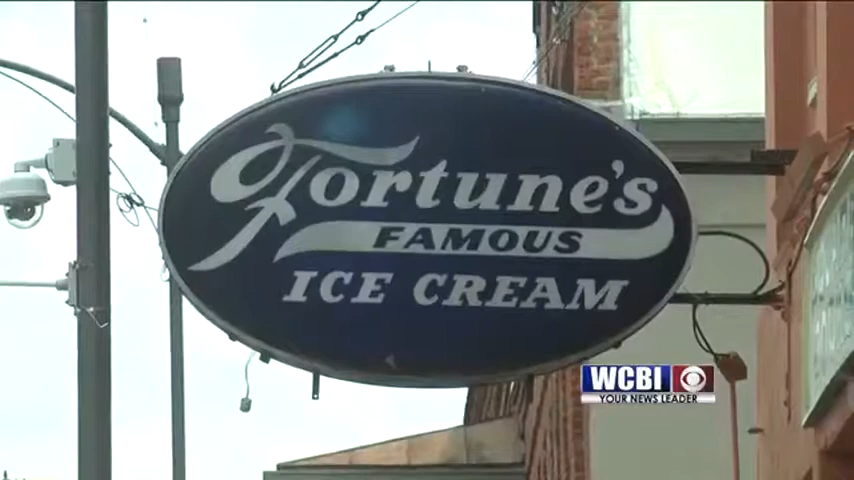 Fortune's
FAMOUS
ICE CREAM
WCBI
YOUR NEWS LEADER